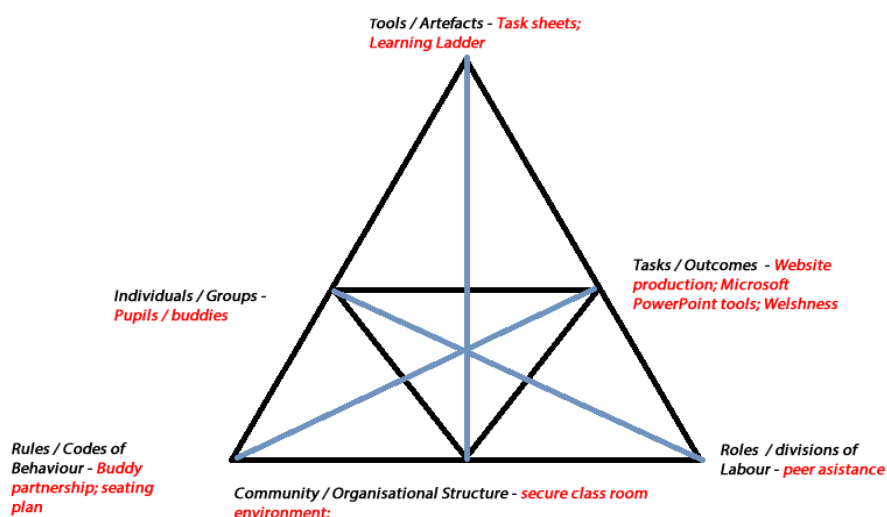 Tools / Artefacts - Task sheets;
Learning Ladder
Individuals / Groups -
Pupils / buddies
Tasks / Outcomes - Website
production; Microsoft
PowerPoint tools; Welshness
Rules / Codes of
Behaviour - Buddy
partnership; seating
plan
Community / Organisational Structure - secure class room
environment;
Roles / divisions of
Labour - peer asistance